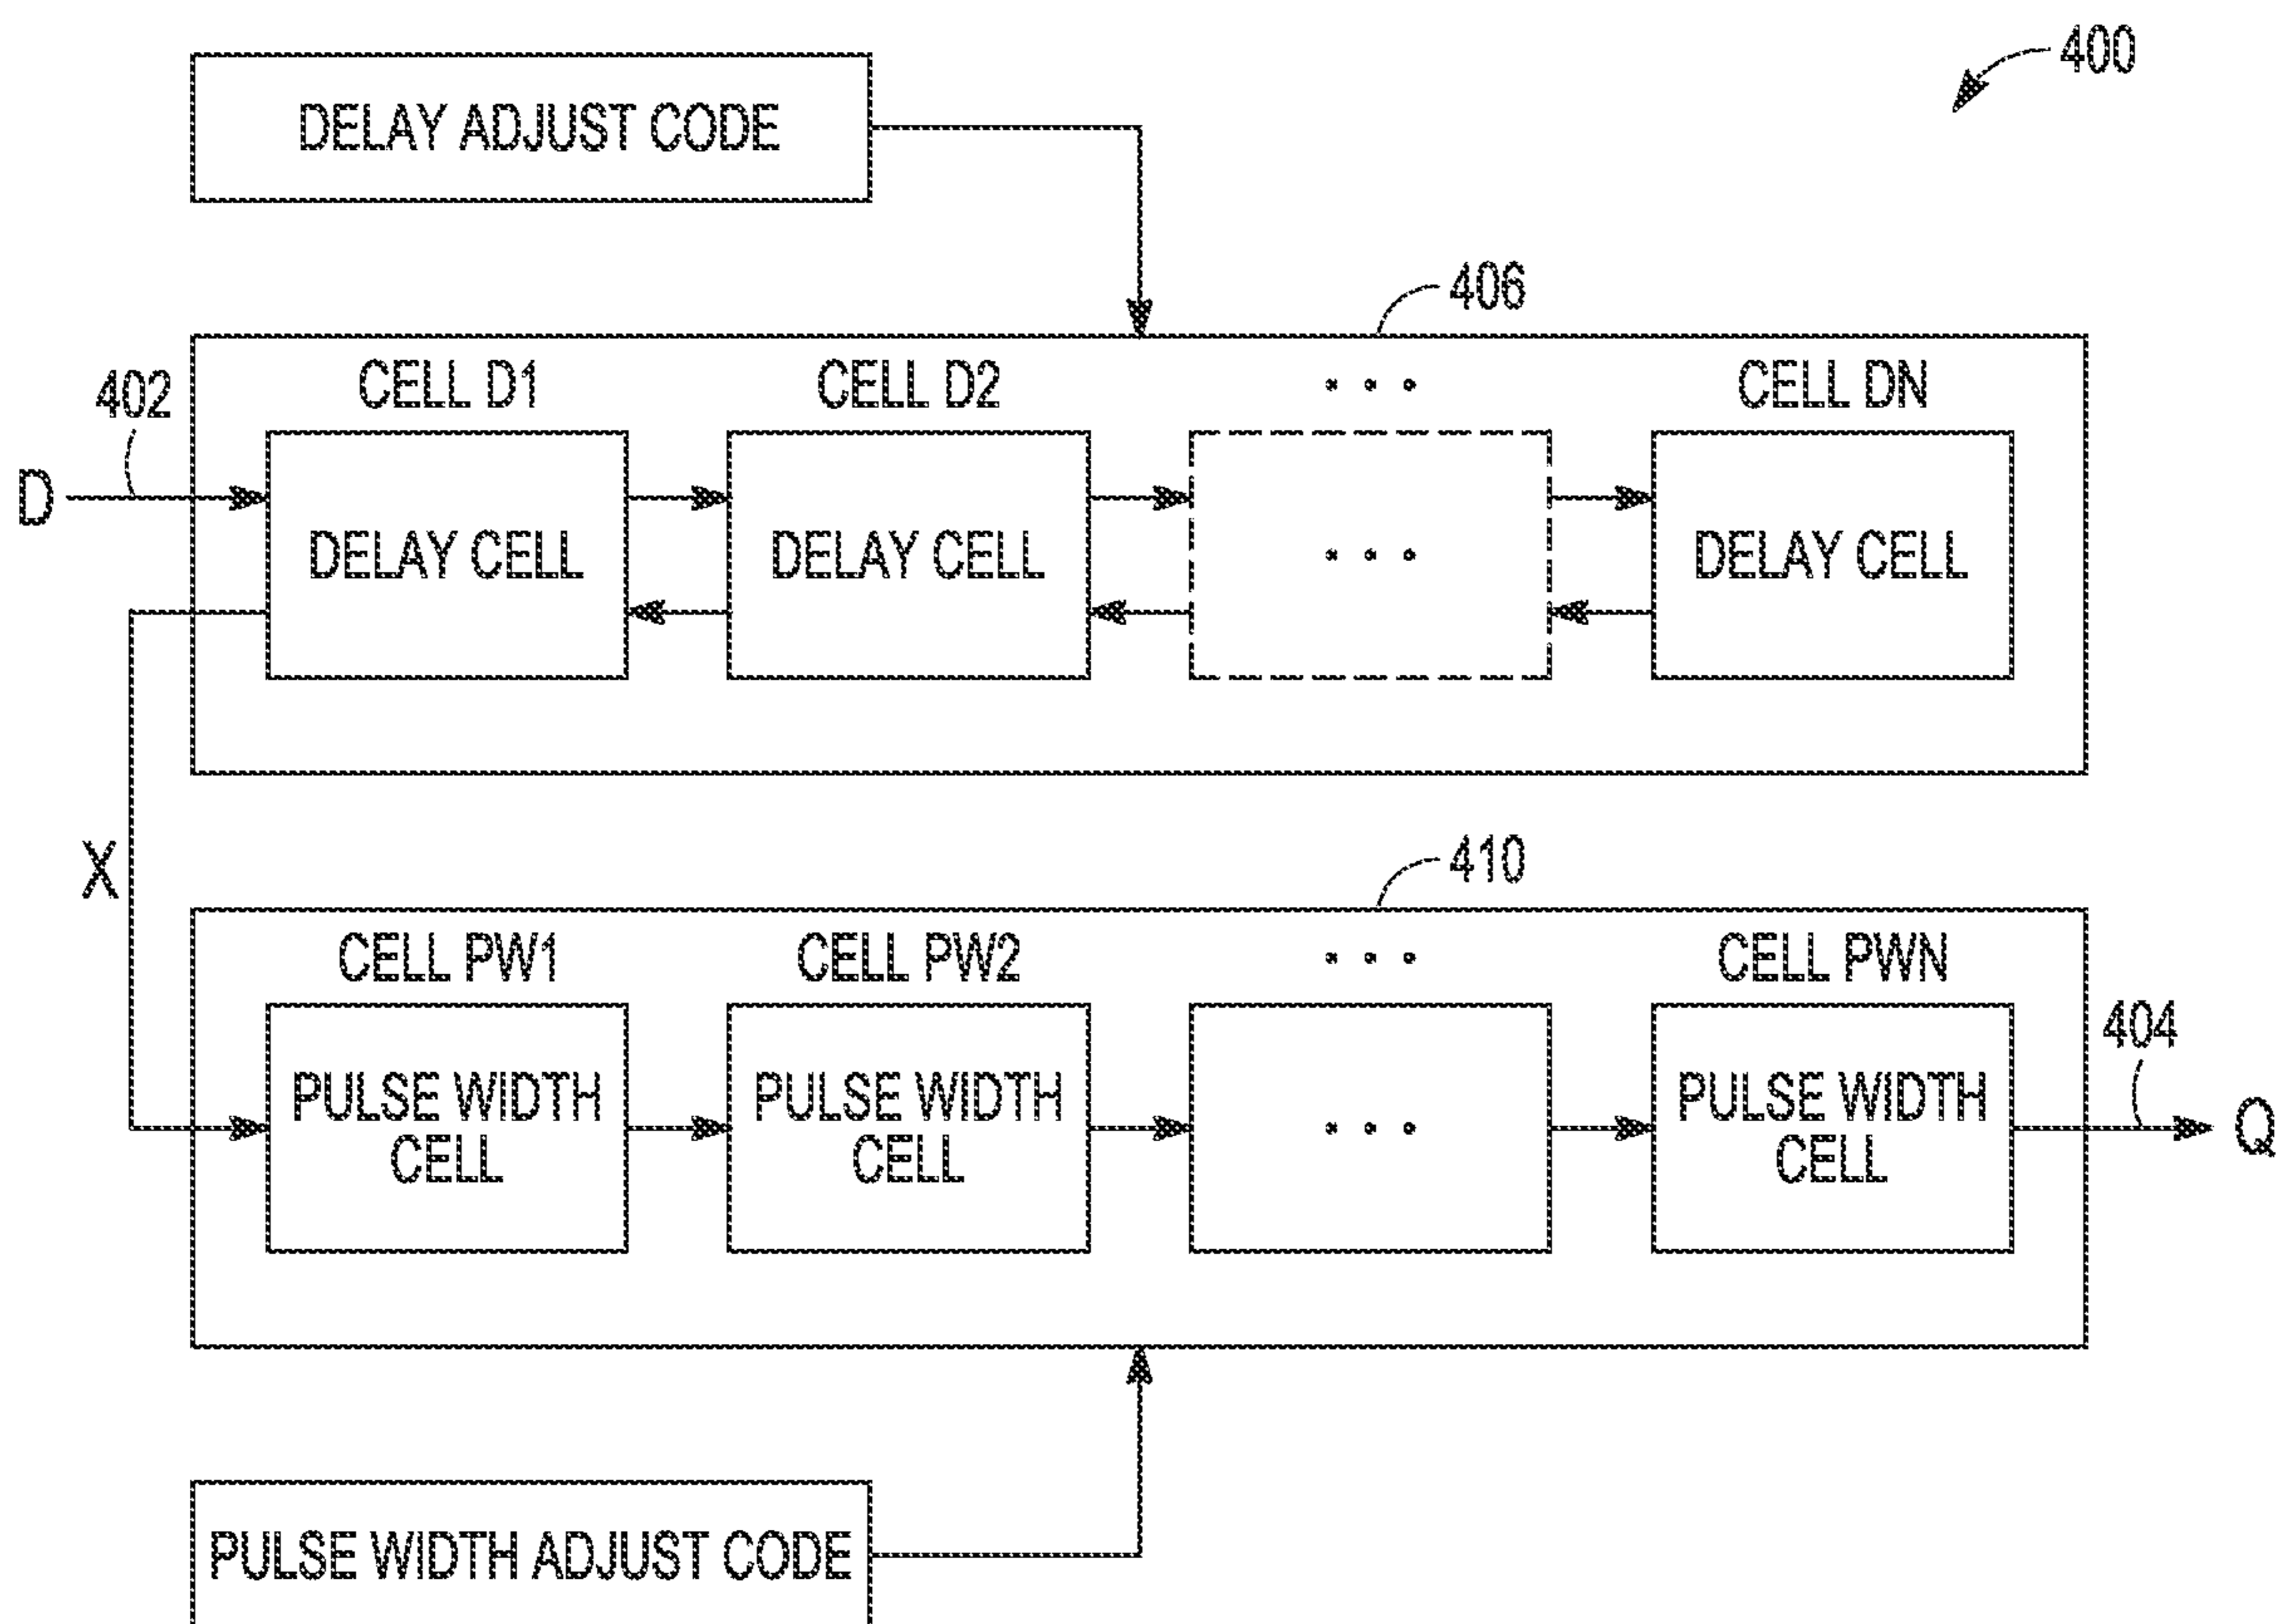 400
DELAY ADJUST CODE
406
402
CELL D1
CELL D2
• • •
CELL DN
D
DELAY CELL
DELAY CELL
• • •
DELAY CELL
X
410
CELL PW1
CELL PW2
• • •
CELL PWN
404
PULSE WIDTH
CELL
PULSE WIDTH
CELL
• • •
PULSE WIDTH
CELL
Q
PULSE WIDTH ADJUST CODE